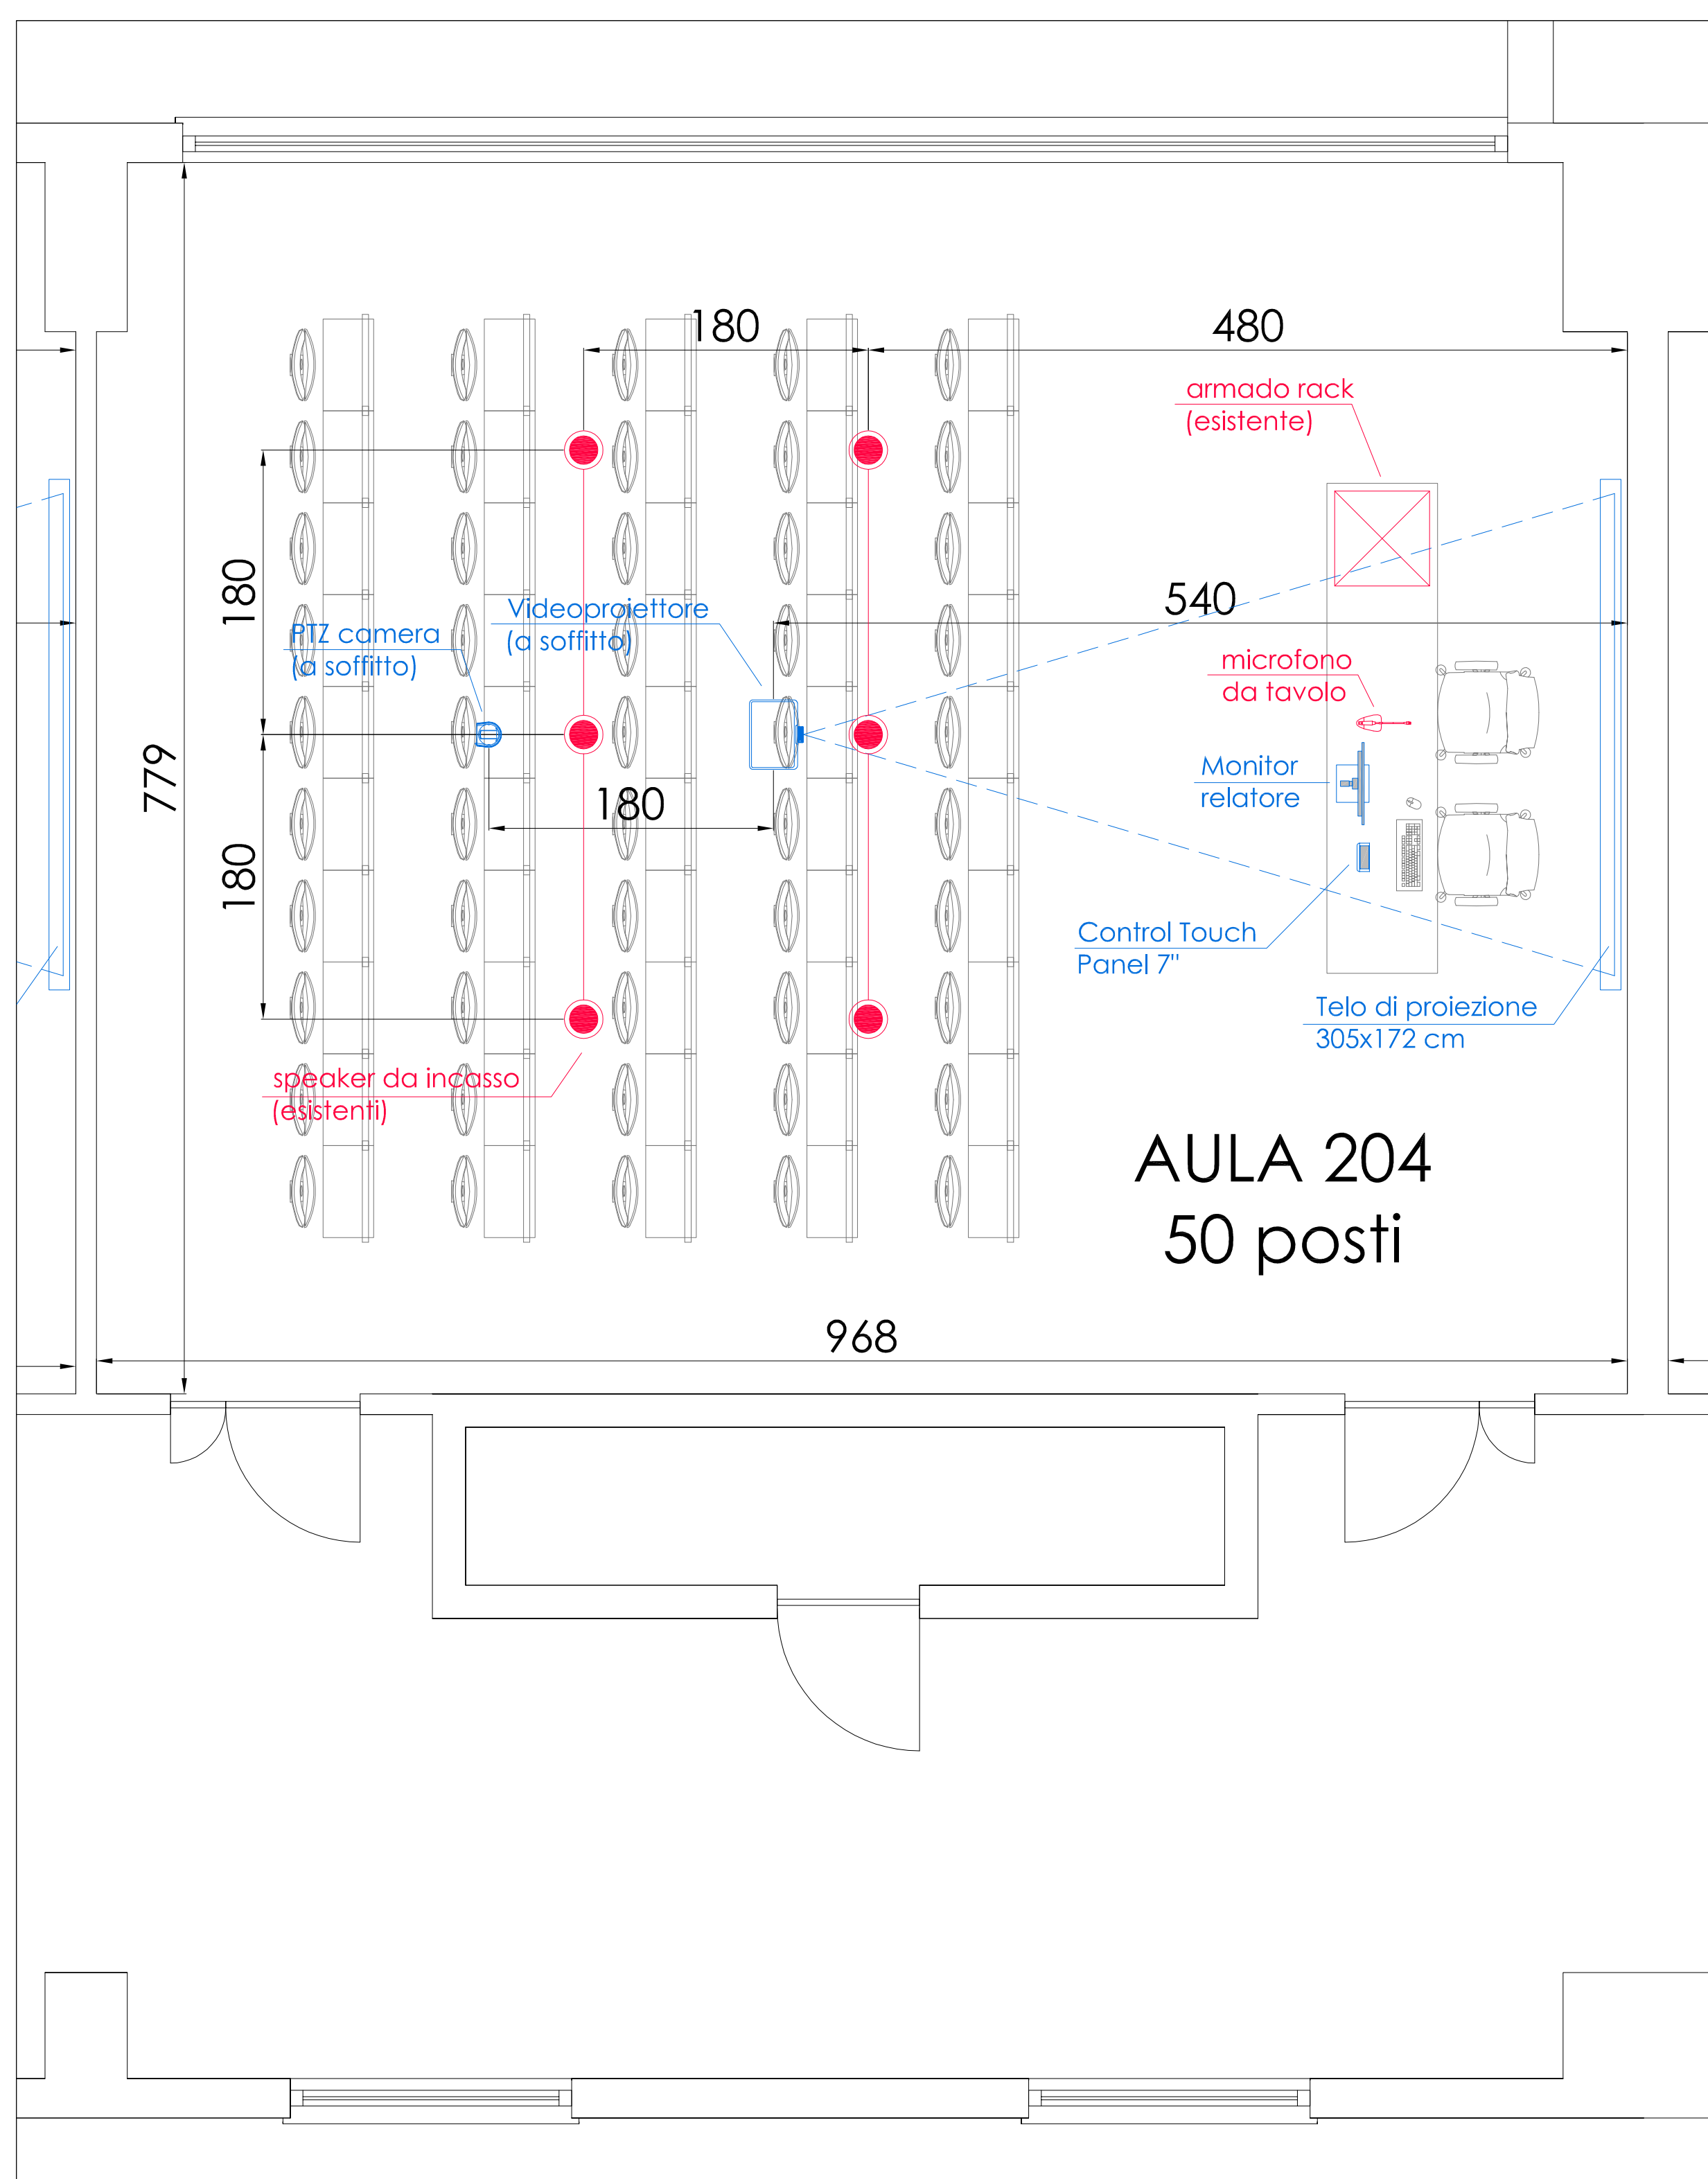 180
480
armado rack
(esistente)
180
540
Videoproiettore
(a soffitto)
PTZ camera
(a soffitto)
microfono
da tavolo
779
180
Monitor
relatore
180
Control Touch
Panel 7"
Telo di proiezione
305x172 cm
speaker da incasso
(esistenti)
AULA 204
50 posti
968